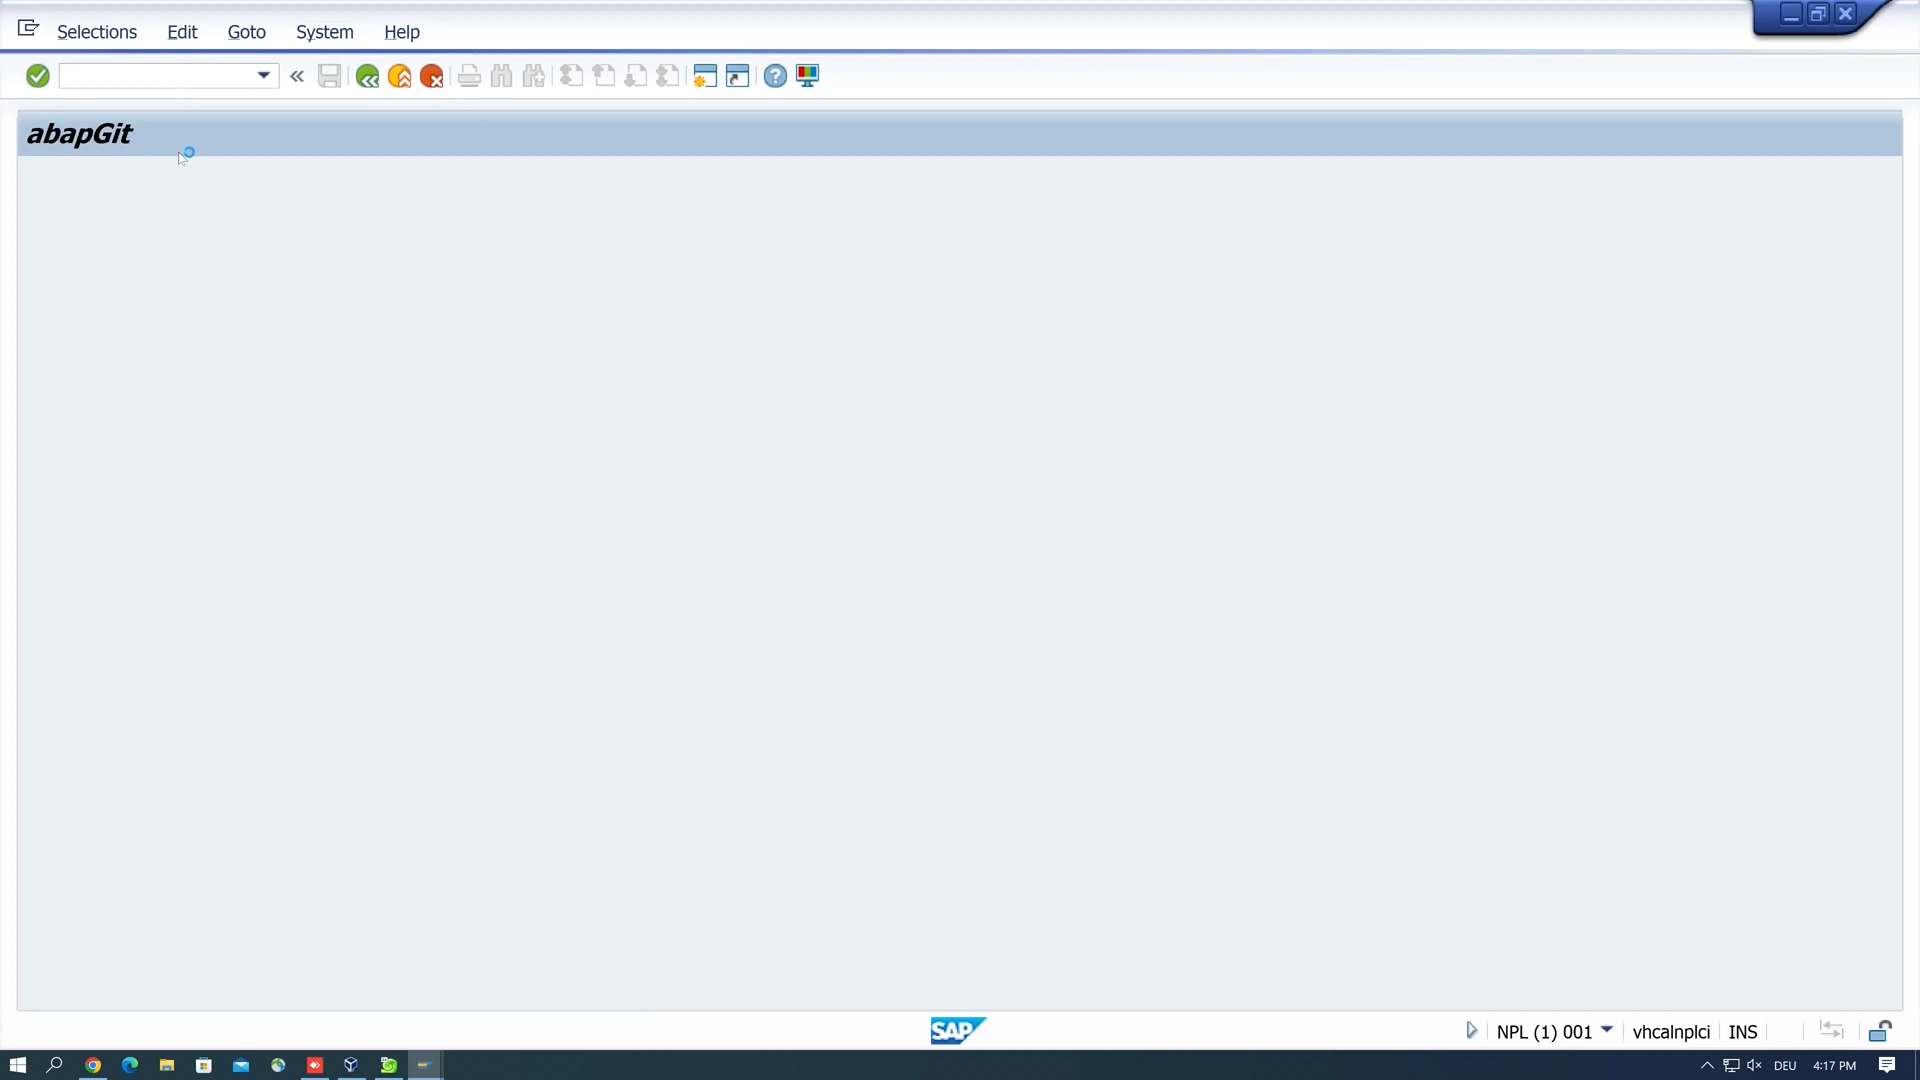 Selections Edit Goto System Help
abapGit
SAP
NPL (1) 001 vhcalnplci INS
DEU 4:17 PM